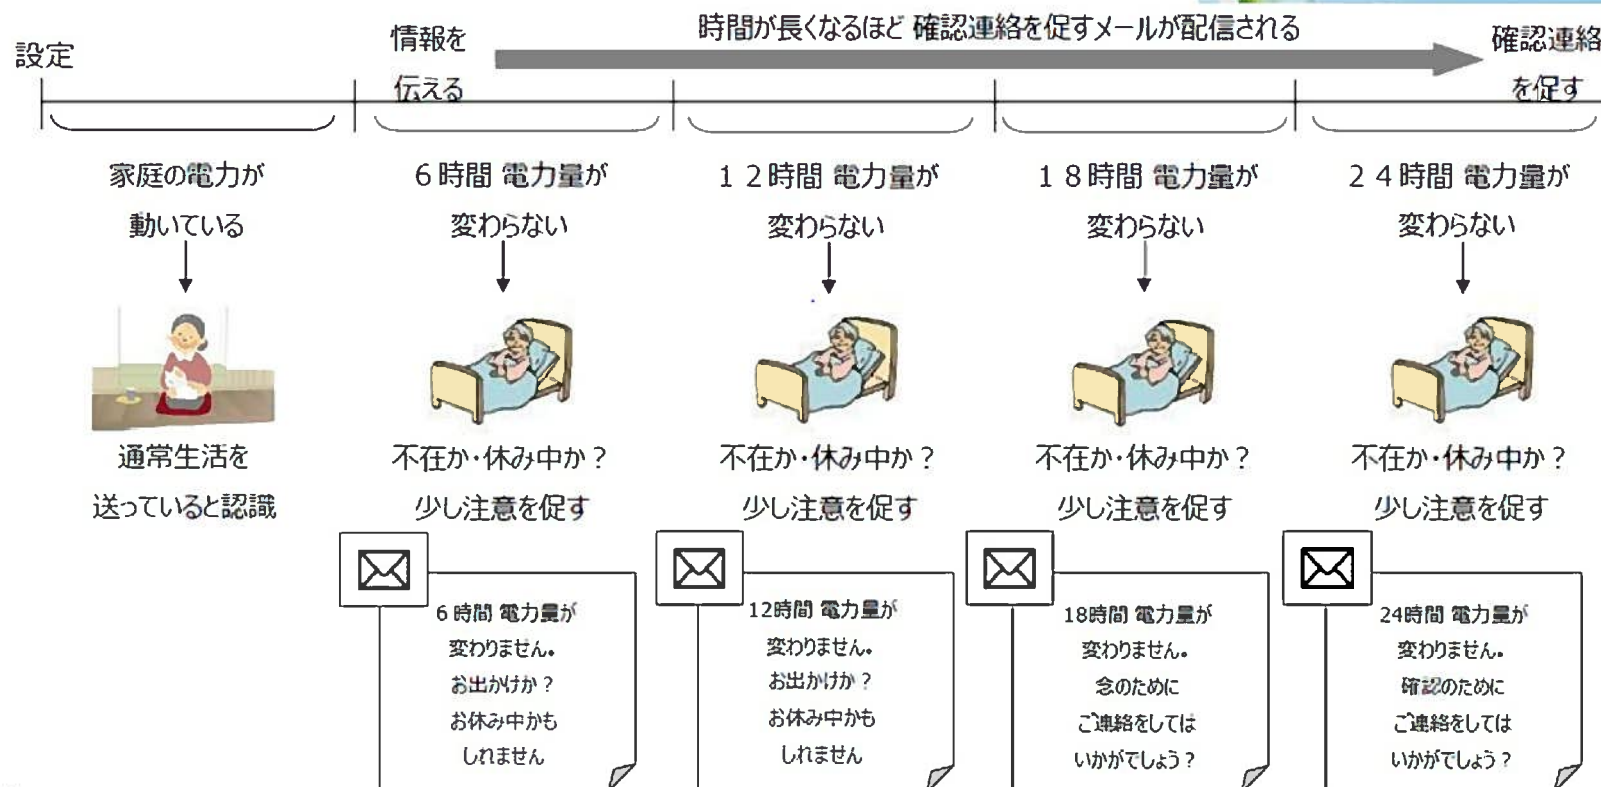 時間が長くなるほど 確認連絡を促すメールが配信される
設定
情報を
伝える
確認連絡
を促す
家庭の電力が
動いている
6時間 電力量が
変わらない
12時間 電力量が
変わらない
18時間 電力量が
変わらない
24時間 電力量が
変わらない
通常生活を
送っていると認識
不在か・休み中か？
少し注意を促す
不在か・休み中か？
少し注意を促す
不在か・休み中か？
少し注意を促す
不在か・休み中か？
少し注意を促す
6時間 電力量が
変わりません。
お出かけか？
お休み中かも
しれません
12時間 電力量が
変わりません。
お出かけか？
お休み中かも
しれません
18時間 電力量が
変わりません。
念のために
ご連絡をしては
いかがでしょう？
24時間 電力量が
変わりません。
確認のために
ご連絡をしては
いかがでしょう？